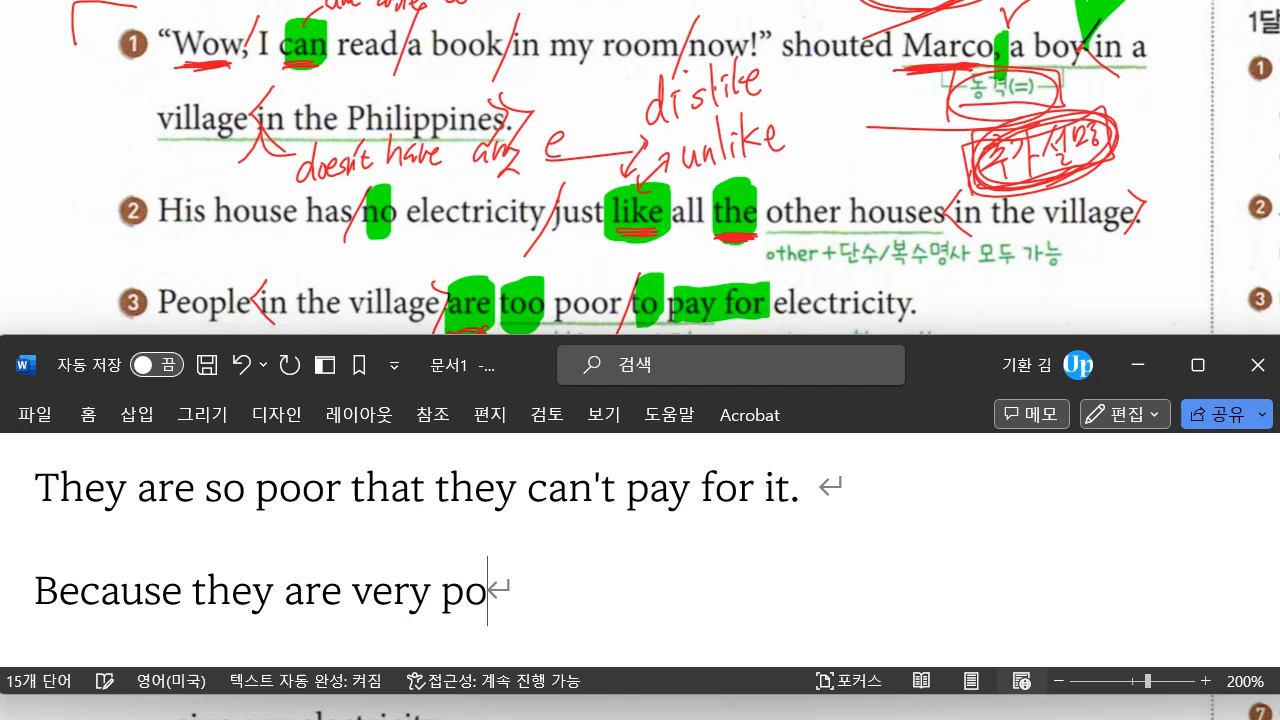 1달
① “Wow, I can read a book in my room now!” shouted Marco, a boy in a
①
동격(=)
dislike
village in the Philippines.
추가 설명
doesn't have any e
unlike
② His house has no electricity just like all the other houses in the village.
②
other+단수/복수명사 모두 가능
③ People in the village are too poor to pay for electricity.
③
자동 저장 끔 문서1 -... 검색 기환 김 Up
파일 홈 삽입 그리기 디자인 레이아웃 참조 편지 검토 보기 도움말 Acrobat 메모 편집 공유
They are so poor that they can't pay for it.
Because they are very po
15개 단어 영어(미국) 텍스트 자동 완성: 켜짐 접근성: 계속 진행 가능 포커스 200%